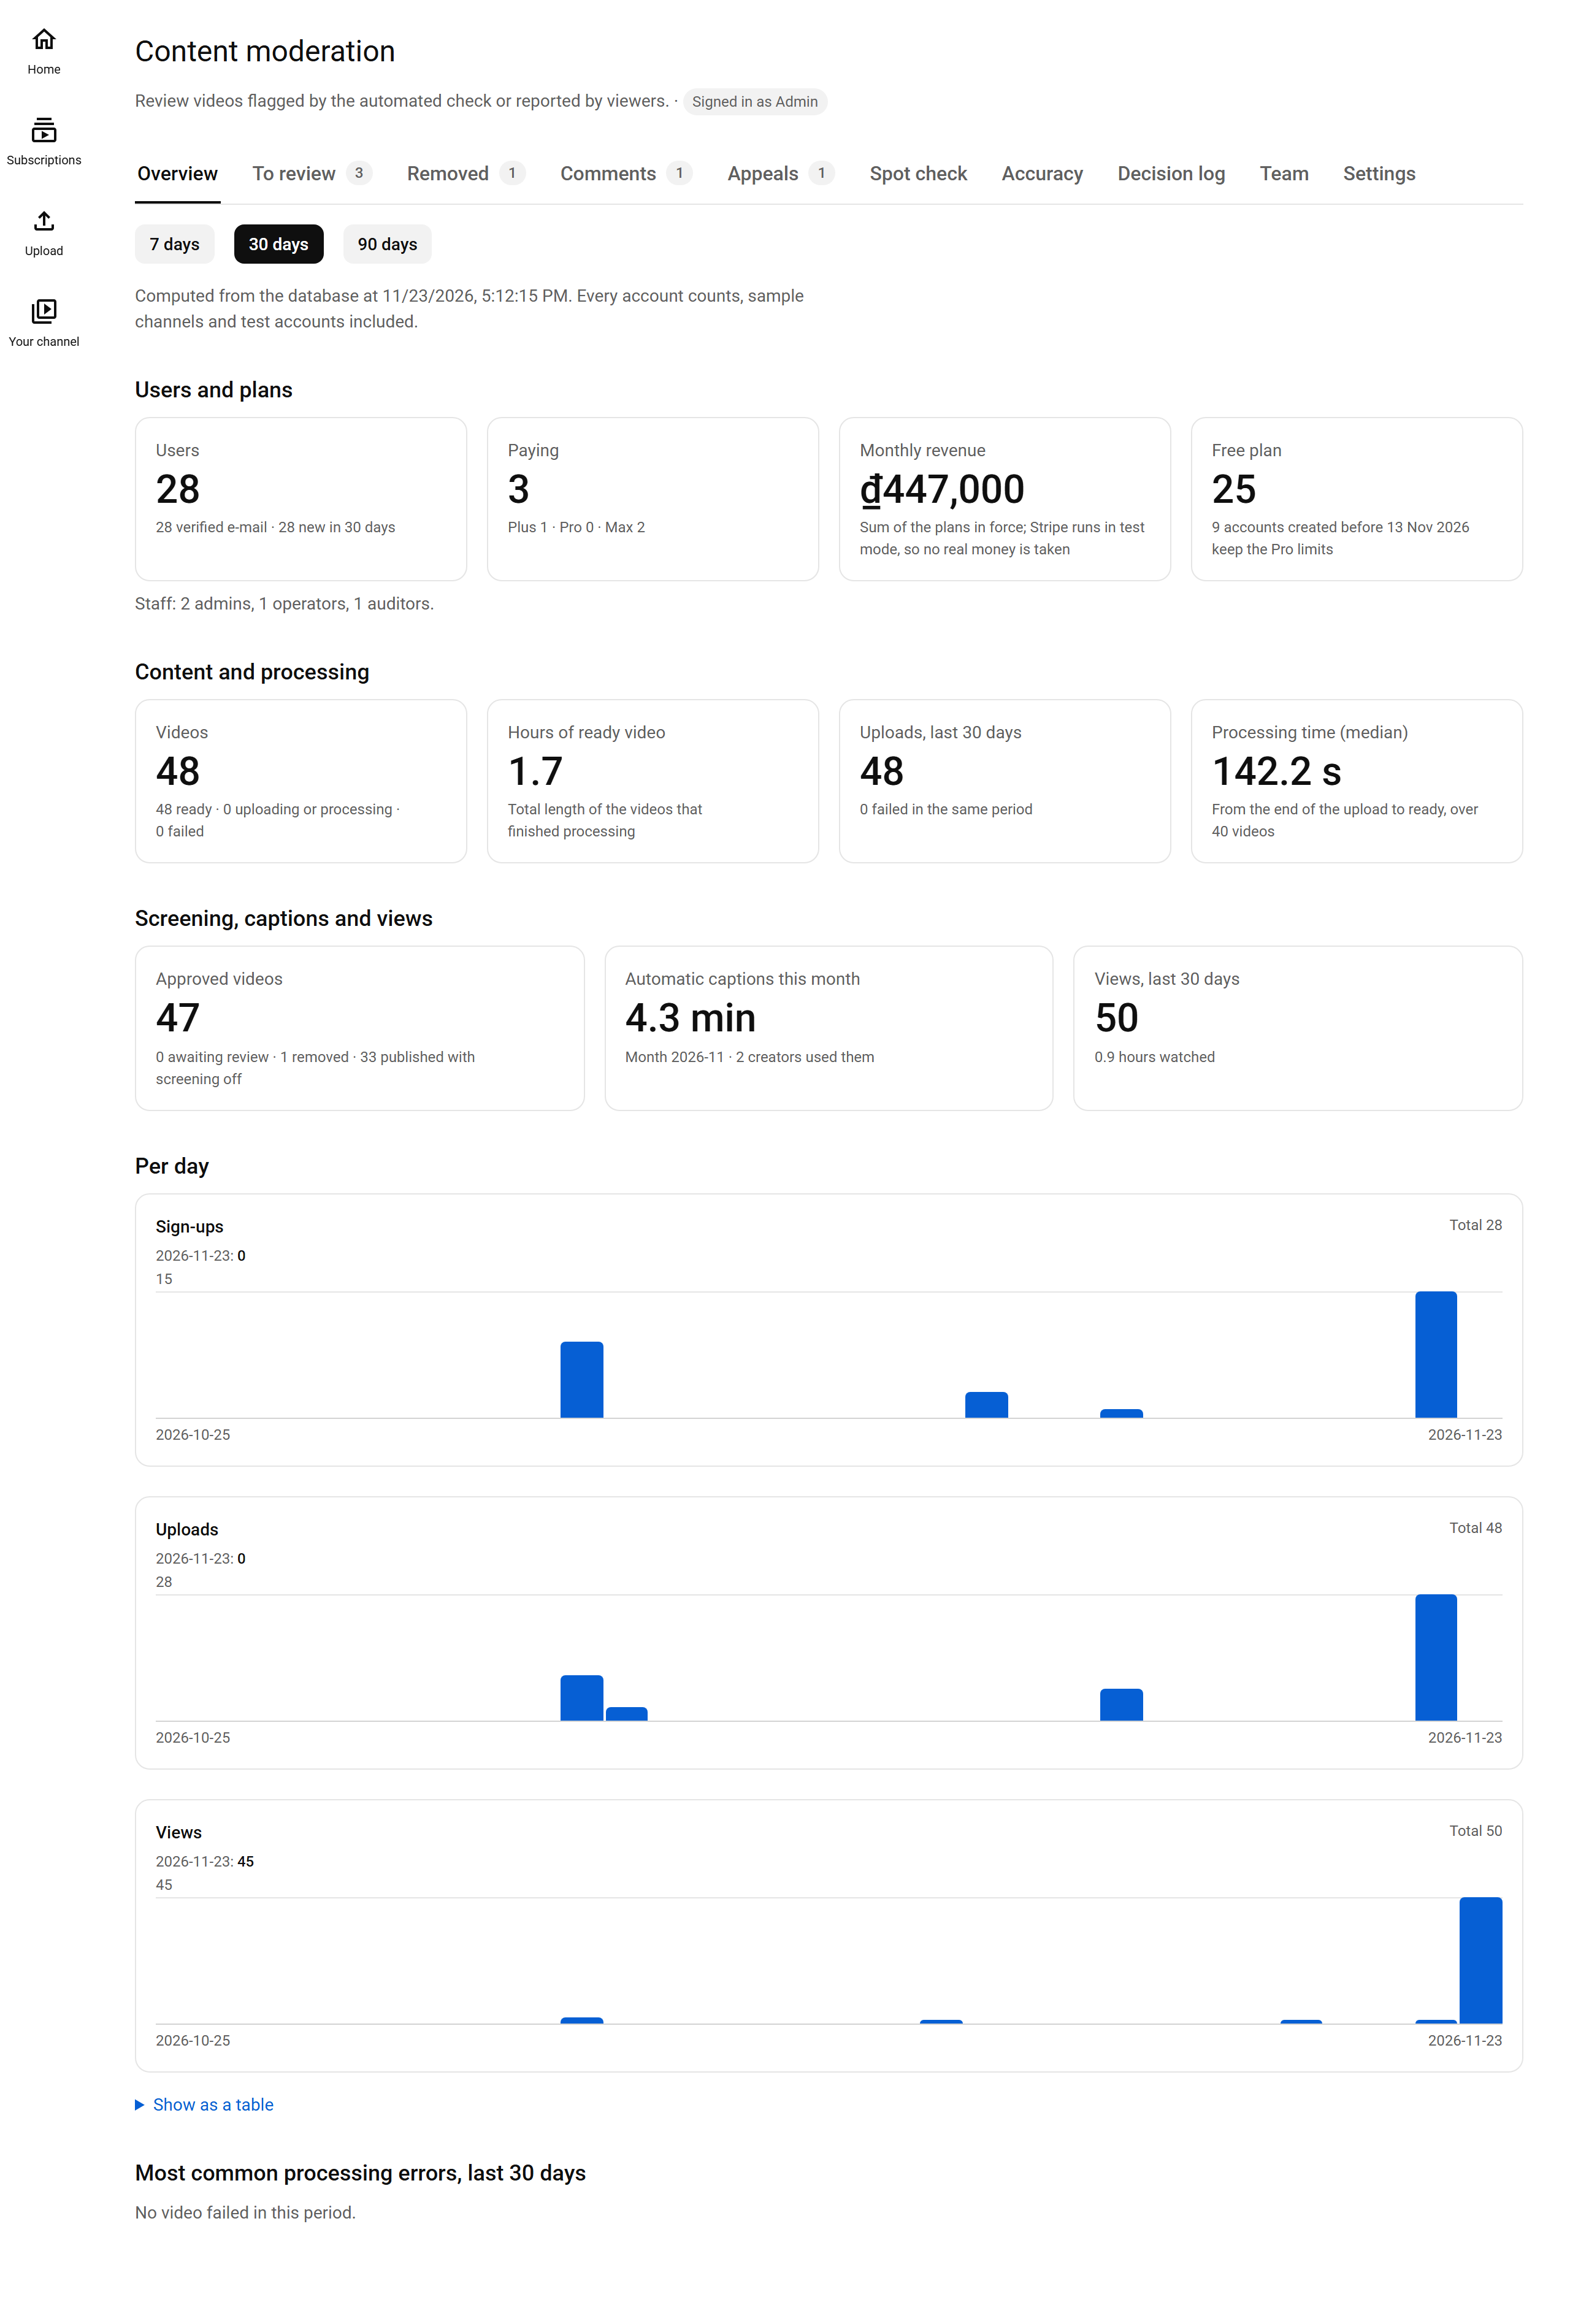 Home
Subscriptions
Upload
Your channel
Content moderation
Review videos flagged by the automated check or reported by viewers. · Signed in as Admin
Overview To review 3 Removed 1 Comments 1 Appeals 1 Spot check Accuracy Decision log Team Settings
7 days 30 days 90 days
Computed from the database at 11/23/2026, 5:12:15 PM. Every account counts, sample
channels and test accounts included.
Users and plans
Users
28
28 verified e-mail · 28 new in 30 days
Paying
3
Plus 1 · Pro 0 · Max 2
Monthly revenue
₫447,000
Sum of the plans in force; Stripe runs in test
mode, so no real money is taken
Free plan
25
9 accounts created before 13 Nov 2026
keep the Pro limits
Staff: 2 admins, 1 operators, 1 auditors.
Content and processing
Videos
48
48 ready · 0 uploading or processing ·
0 failed
Hours of ready video
1.7
Total length of the videos that
finished processing
Uploads, last 30 days
48
0 failed in the same period
Processing time (median)
142.2 s
From the end of the upload to ready, over
40 videos
Screening, captions and views
Approved videos
47
0 awaiting review · 1 removed · 33 published with
screening off
Automatic captions this month
4.3 min
Month 2026-11 · 2 creators used them
Views, last 30 days
50
0.9 hours watched
Per day
Sign-ups Total 28
2026-11-23: 0
15
2026-10-25 2026-11-23
Uploads Total 48
2026-11-23: 0
28
2026-10-25 2026-11-23
Views Total 50
2026-11-23: 45
45
2026-10-25 2026-11-23
Show as a table
Most common processing errors, last 30 days
No video failed in this period.